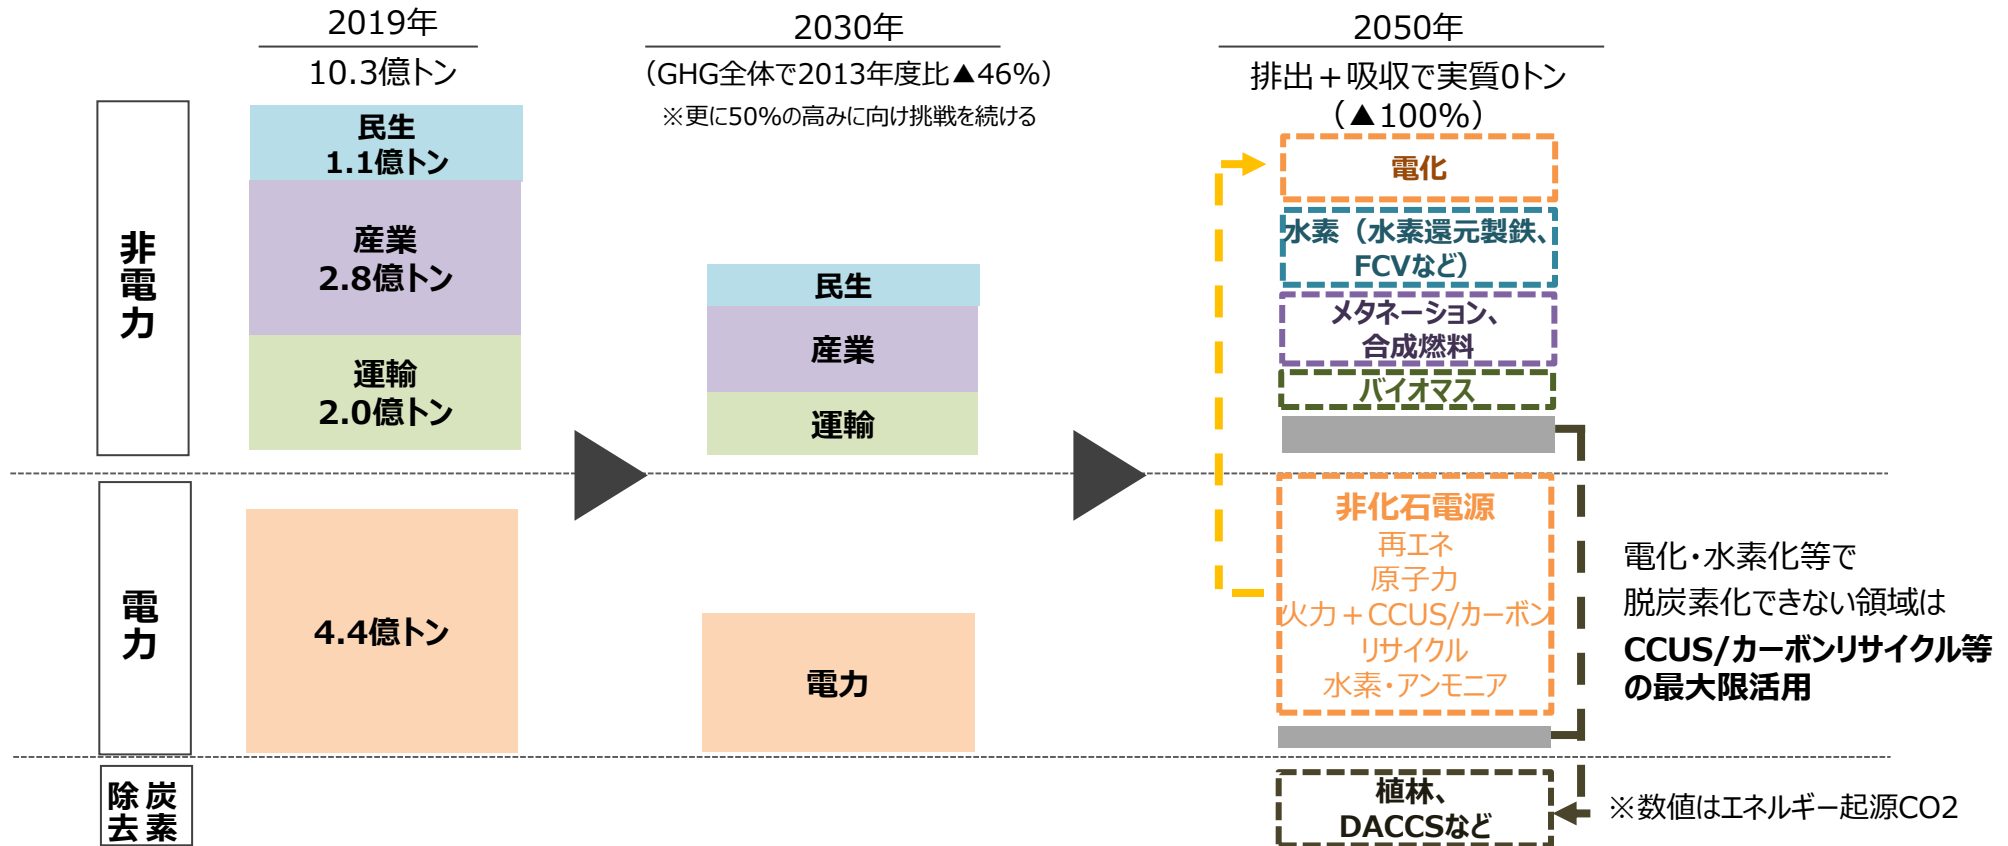 2019年
10.3億トン
2030年
（GHG全体で2013年度比▲46%）
※更に50%の高みに向け挑戦を続ける
2050年
排出＋吸収で実質0トン
（▲100%）
非電力
民生
1.1億トン
産業
2.8億トン
運輸
2.0億トン
民生
産業
運輸
電化
水素（水素還元製鉄、
FCVなど）
メタネーション、
合成燃料
バイオマス
電力
4.4億トン
電力
非化石電源
再エネ
原子力
火力＋CCUS/カーボン
リサイクル
水素・アンモニア
電化・水素化等で
脱炭素化できない領域は
CCUS/カーボンリサイクル等
の最大限活用
炭素
除去
植林、
DACCSなど
※数値はエネルギー起源CO2